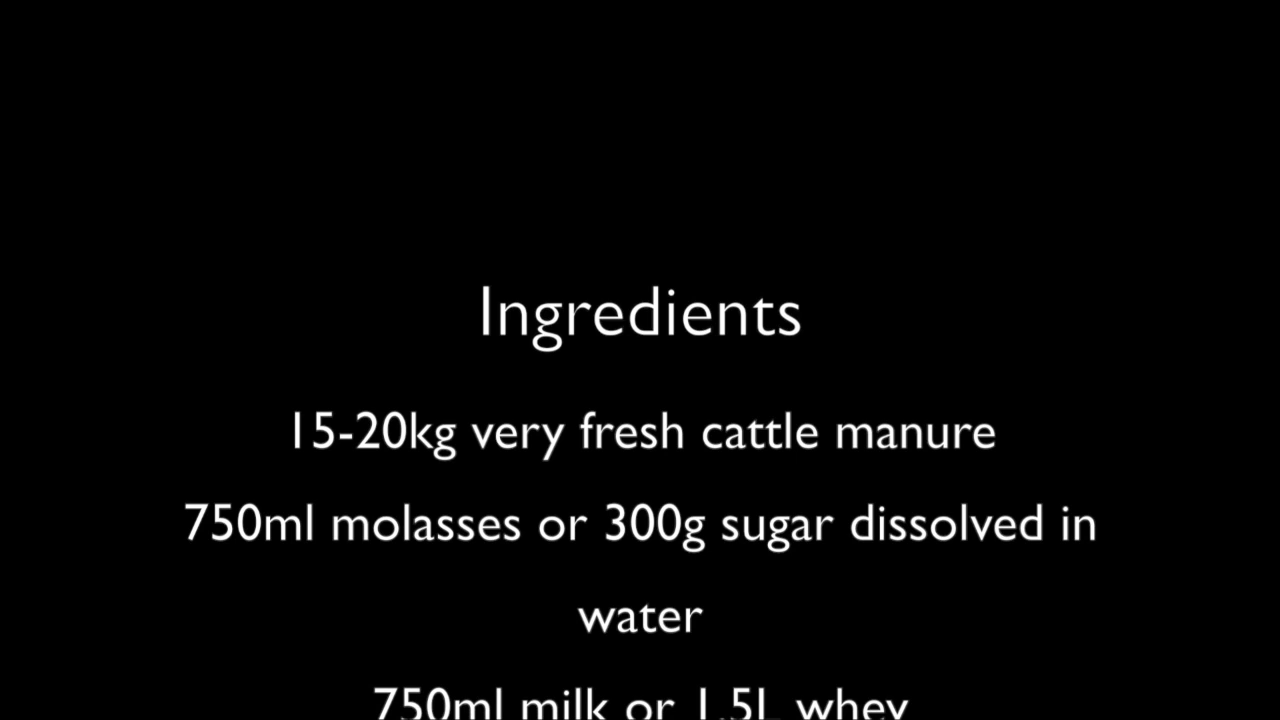 Ingredients
15-20kg very fresh cattle manure
750ml molasses or 300g sugar dissolved in
water
750ml milk or 1.5L whey